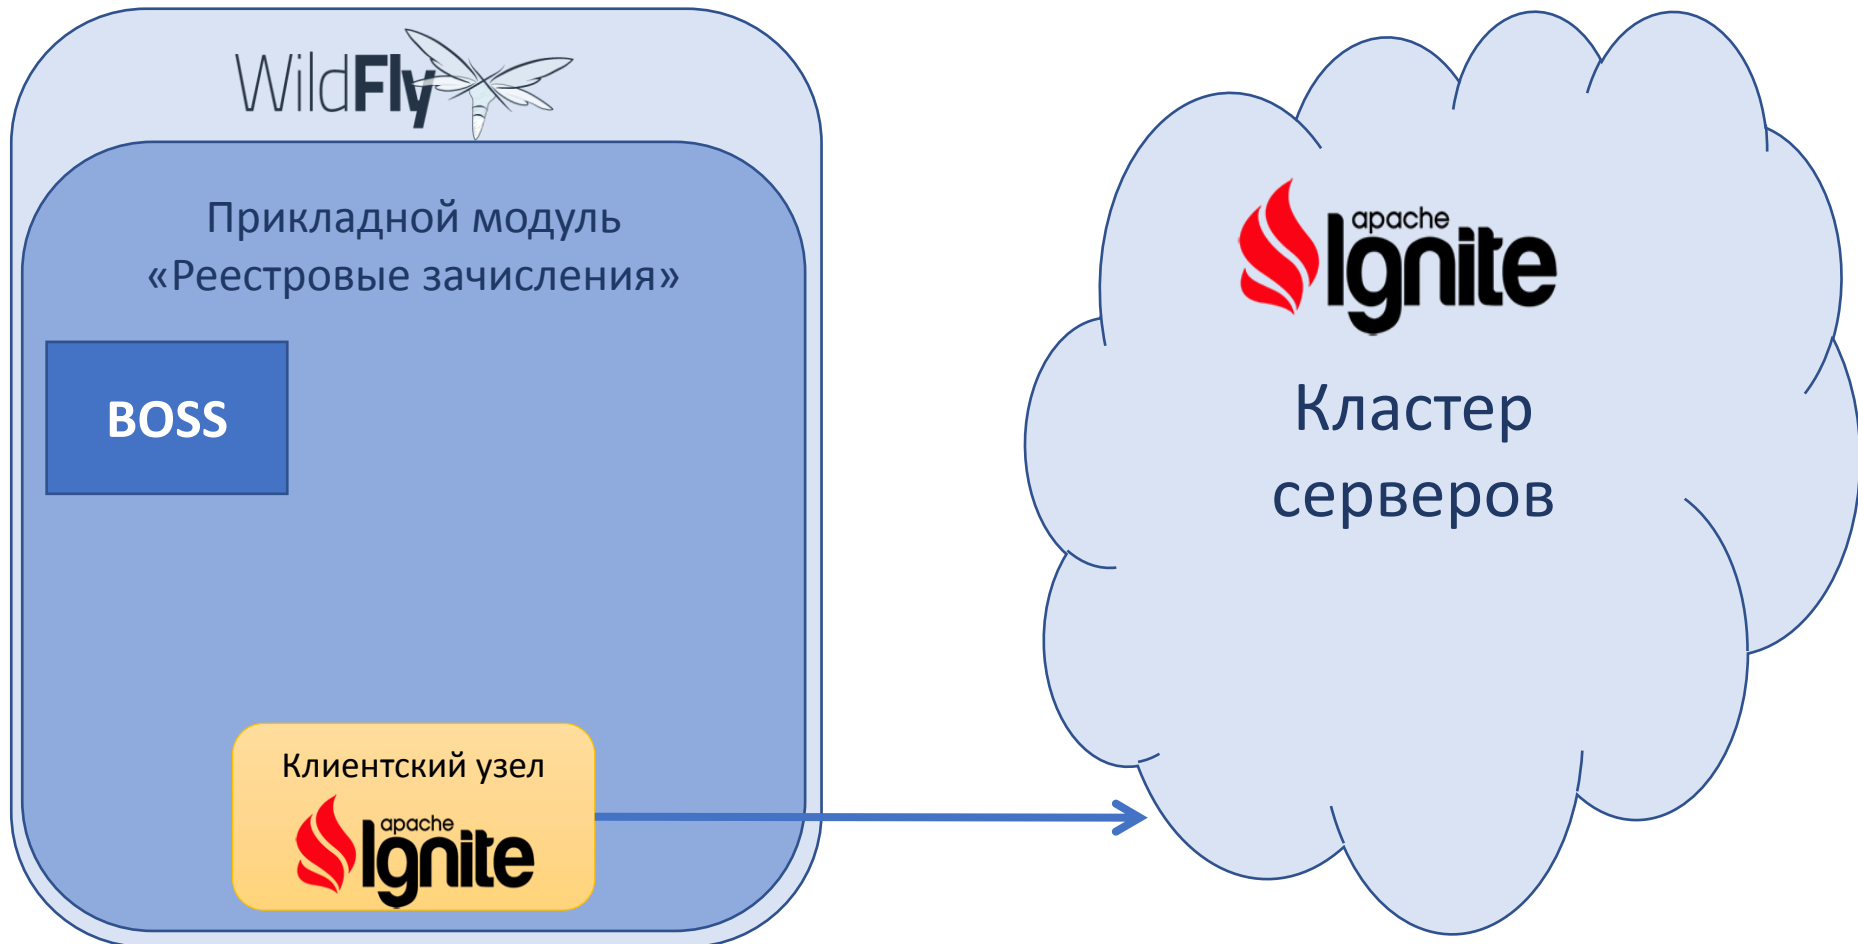 WildFly
Прикладной модуль
«Реестровые зачисления»
BOSS
Клиентский узел
apache
Ignite
apache
Ignite
Кластер
серверов